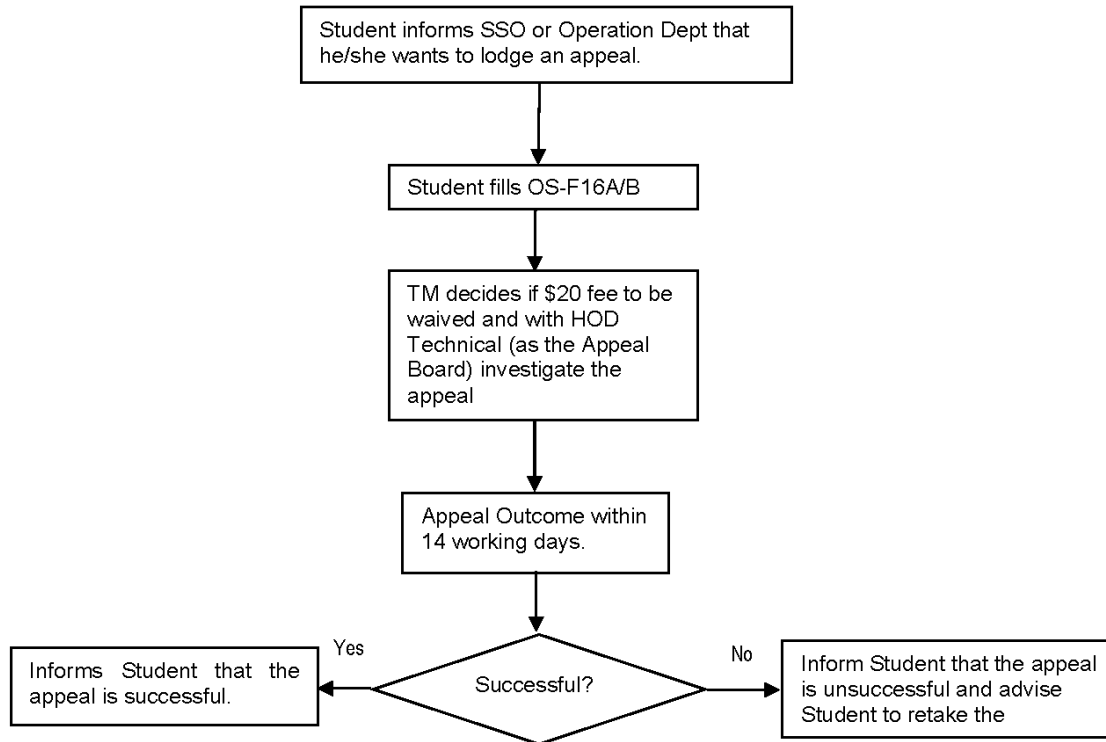 Student informs SSO or Operation Dept that
he/she wants to lodge an appeal.
Student fills OS-F16A/B
TM decides if $20 fee to be
waived and with HOD
Technical (as the Appeal
Board) investigate the
appeal
Appeal Outcome within
14 working days.
Successful?
Yes
Informs Student that the
appeal is successful.
No
Inform Student that the appeal
is unsuccessful and advise
Student to retake the